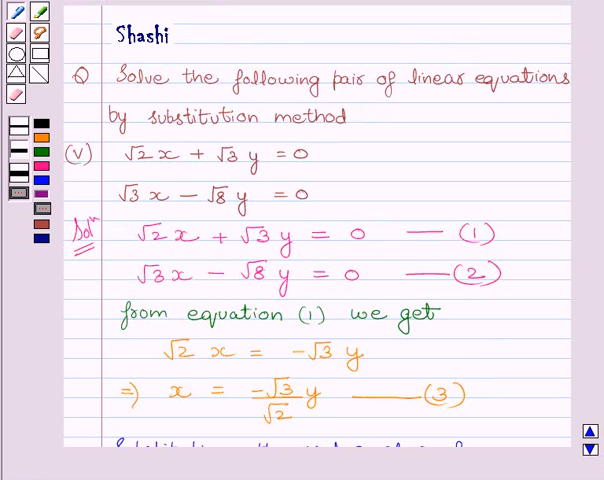 Shashi
Q Solve the following pair of linear equations
by substitution method
(v) √2 x + √3 y = 0
√3 x − √8 y = 0
Solⁿ √2 x + √3 y = 0 — (1)
√3 x − √8 y = 0 — (2)
from equation (1) we get
√2 x = −√3 y
⇒ x = −√3/√2 y — (3)